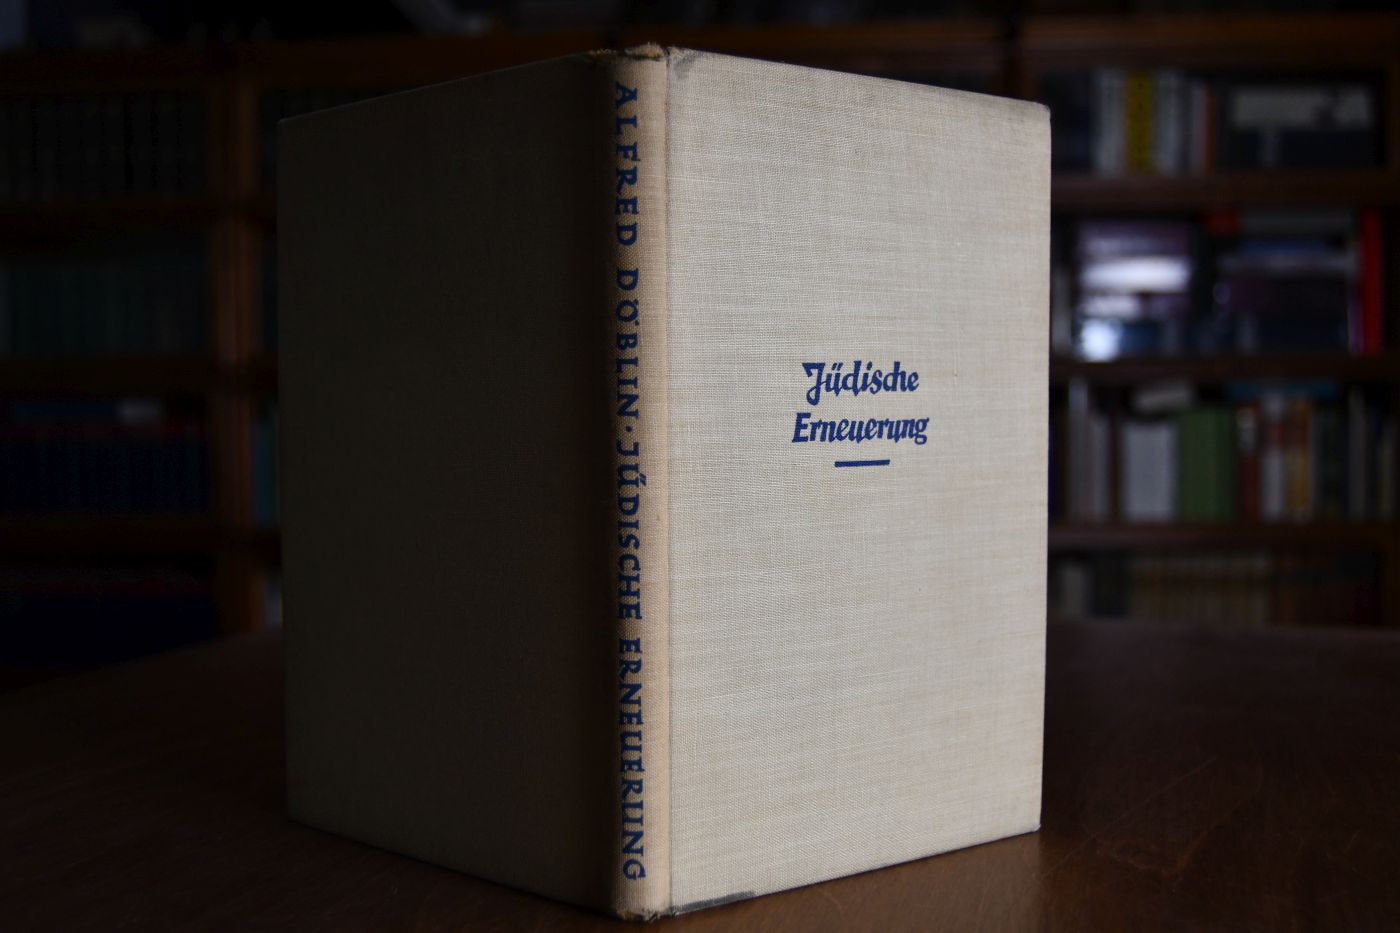 ALFRED DÖBLIN · JÜDISCHE ERNEUERUNG
Jüdische
Erneuerung